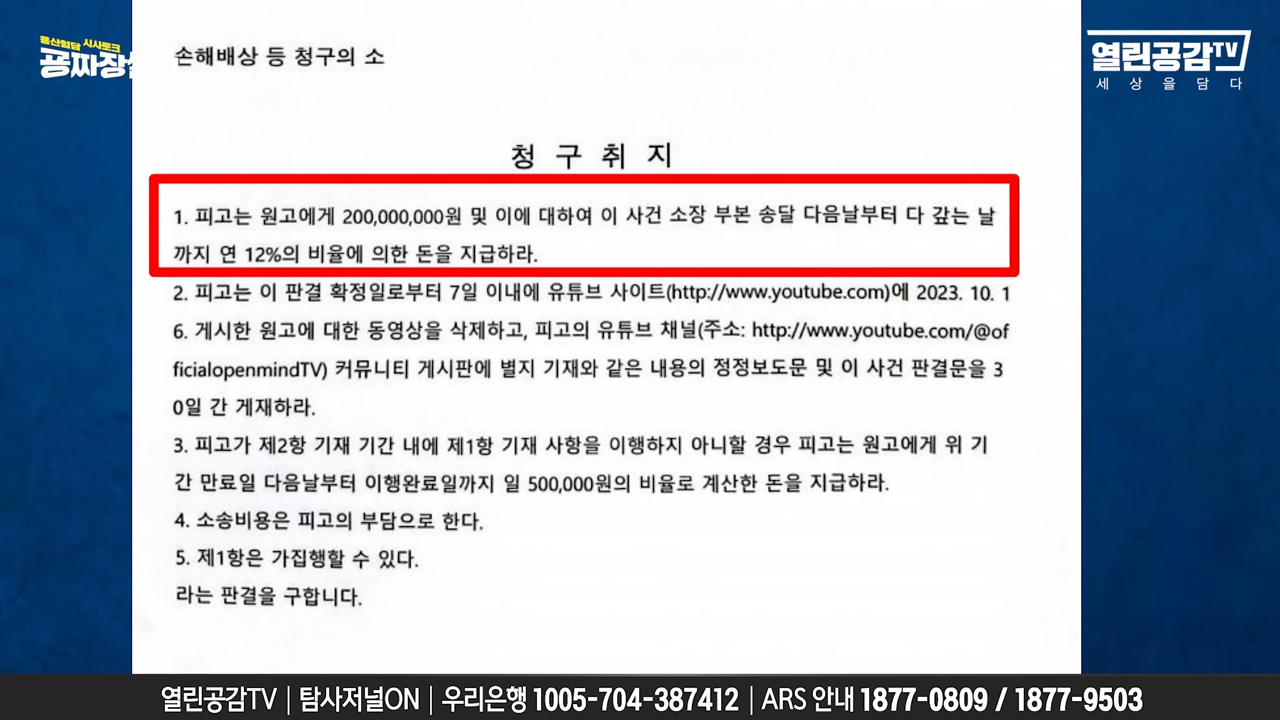 용산협담 시사토크
손해배상 등 청구의 소
열린공감TV
세상을담다
청 구 취 지
1. 피고는 원고에게 200,000,000원 및 이에 대하여 이 사건 소장 부본 송달 다음날부터 다 갚는 날
까지 연 12%의 비율에 의한 돈을 지급하라.
2. 피고는 이 판결 확정일로부터 7일 이내에 유튜브 사이트(http://www.youtube.com)에 2023. 10. 1
6. 게시한 원고에 대한 동영상을 삭제하고, 피고의 유튜브 채널(주소: http://www.youtube.com/@of
ficialopenmindTV) 커뮤니티 게시판에 별지 기재와 같은 내용의 정정보도문 및 이 사건 판결문을 3
0일 간 게재하라.
3. 피고가 제2항 기재 기간 내에 제1항 기재 사항을 이행하지 아니할 경우 피고는 원고에게 위 기
간 만료일 다음날부터 이행완료일까지 일 500,000원의 비율로 계산한 돈을 지급하라.
4. 소송비용은 피고의 부담으로 한다.
5. 제1항은 가집행할 수 있다.
라는 판결을 구합니다.
열린공감TV | 탐사저널ON | 우리은행 1005-704-387412 | ARS 안내 1877-0809 / 1877-9503